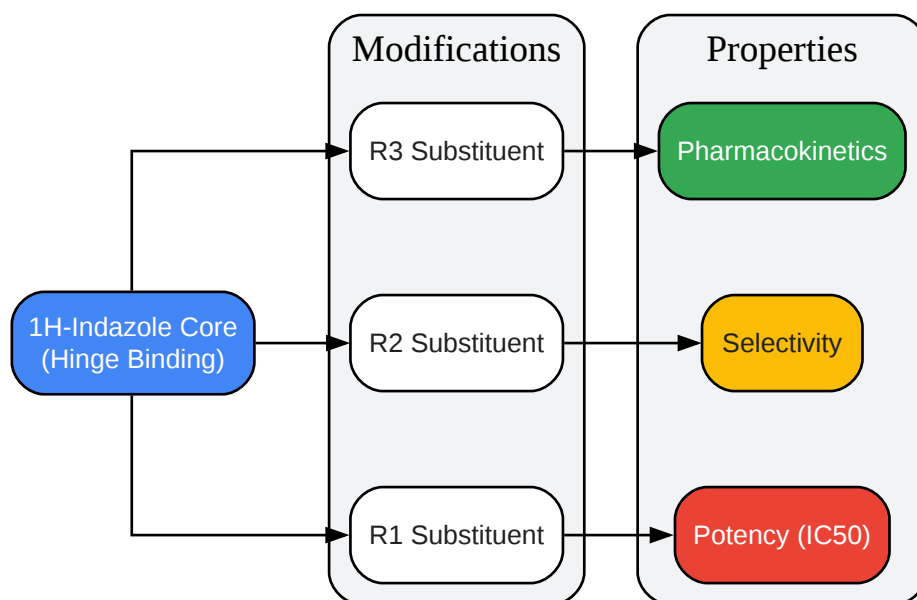 Modifications
Properties
R3 Substituent
Pharmacokinetics
1H-Indazole Core
(Hinge Binding)
R2 Substituent
Selectivity
R1 Substituent
Potency (IC50)